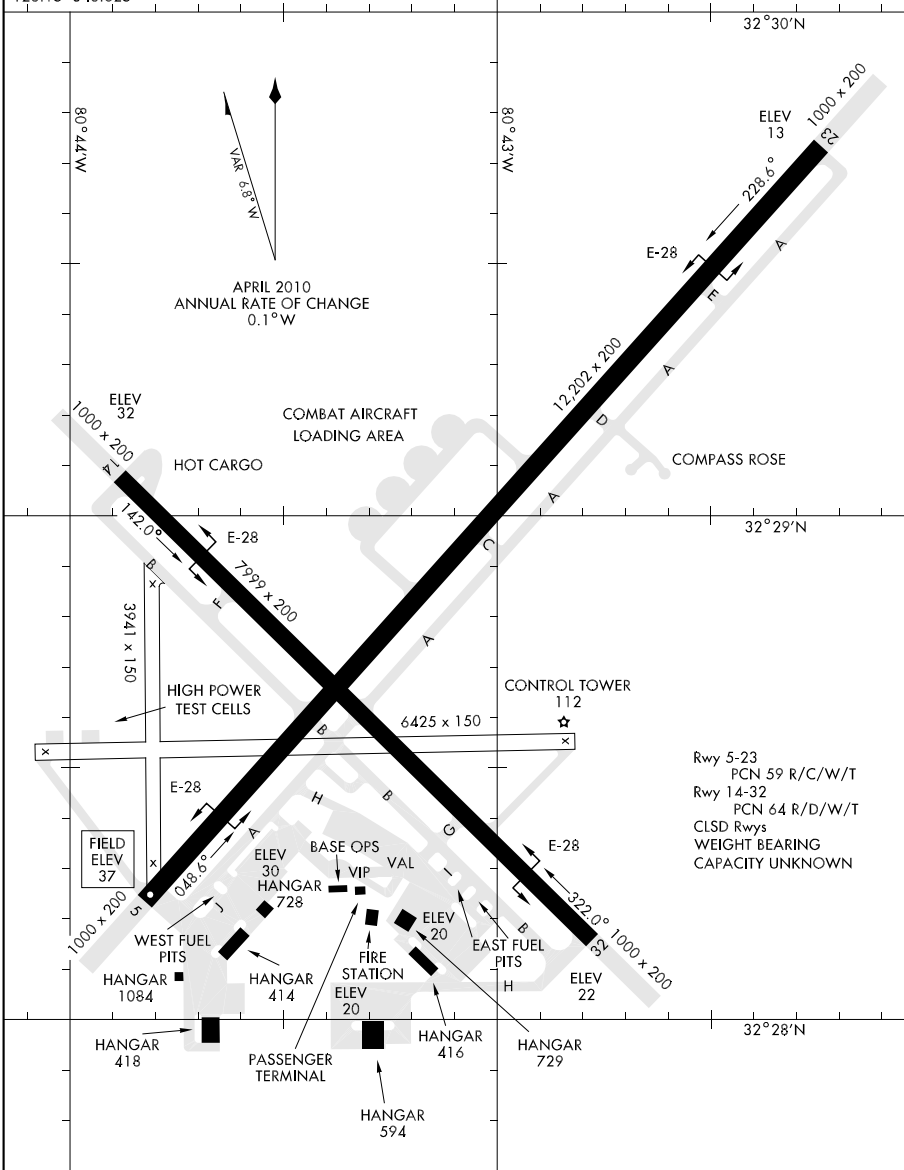 32°30'N
80°44'W
80°43'W
VAR 6.8° W
APRIL 2010
ANNUAL RATE OF CHANGE
0.1° W
ELEV
13
1000 x 200
23
228.6°
E-28
A
E
12,202 x 200
A
D
COMPASS ROSE
COMBAT AIRCRAFT
LOADING AREA
ELEV
32
1000 x 200
14
HOT CARGO
142.0°
E-28
7999 x 200
A
C
32°29'N
B
x
F
3941 x 150
A
HIGH POWER
TEST CELLS
CONTROL TOWER
112
6425 x 150
B
x
x
Rwy 5-23
PCN 59 R/C/W/T
Rwy 14-32
PCN 64 R/D/W/T
CLSD Rwys
WEIGHT BEARING
CAPACITY UNKNOWN
E-28
H
B
A
G
E-28
FIELD
ELEV
37
x
048.6°
ELEV
30
BASE OPS
VIP
VAL
I
HANGAR
728
J
5
1000 x 200
WEST FUEL
PITS
FIRE
STATION
ELEV
20
EAST FUEL
PITS
B
322.0°
32
1000 x 200
HANGAR
1084
HANGAR
414
ELEV
20
H
ELEV
22
32°28'N
HANGAR
418
PASSENGER
TERMINAL
HANGAR
416
HANGAR
729
HANGAR
594